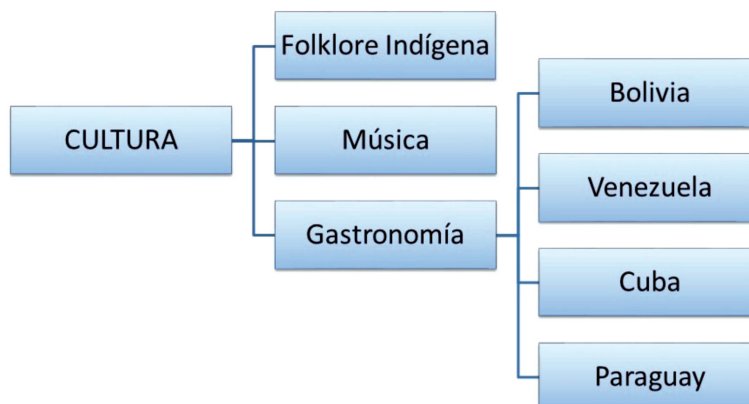 CULTURA
Folklore Indígena
Música
Gastronomía
Bolivia
Venezuela
Cuba
Paraguay